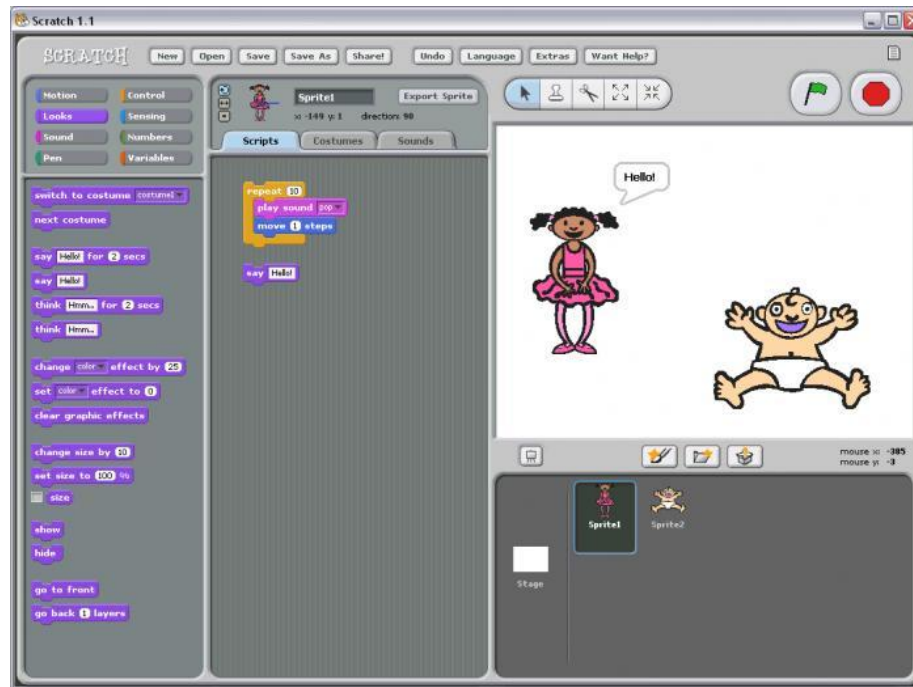 Scratch 1.1
SCRATCH New Open Save Save As Share! Undo Language Extras Want Help?
Motion Control
Looks Sensing
Sound Numbers
Pen Variables
switch to costume costume1
next costume
say Hello! for 2 secs
say Hello!
think Hmm... for 2 secs
think Hmm...
change color effect by 25
set color effect to 0
clear graphic effects
change size by 10
set size to 100 %
size
show
hide
go to front
go back 1 layers
Sprite1 Export Sprite
x: -149 y: 1 direction: 90
Scripts Costumes Sounds
repeat 10
play sound pop
move 1 steps
say Hello!
Hello!
mouse x: -385
mouse y: -3
Sprite1 Sprite2
Stage